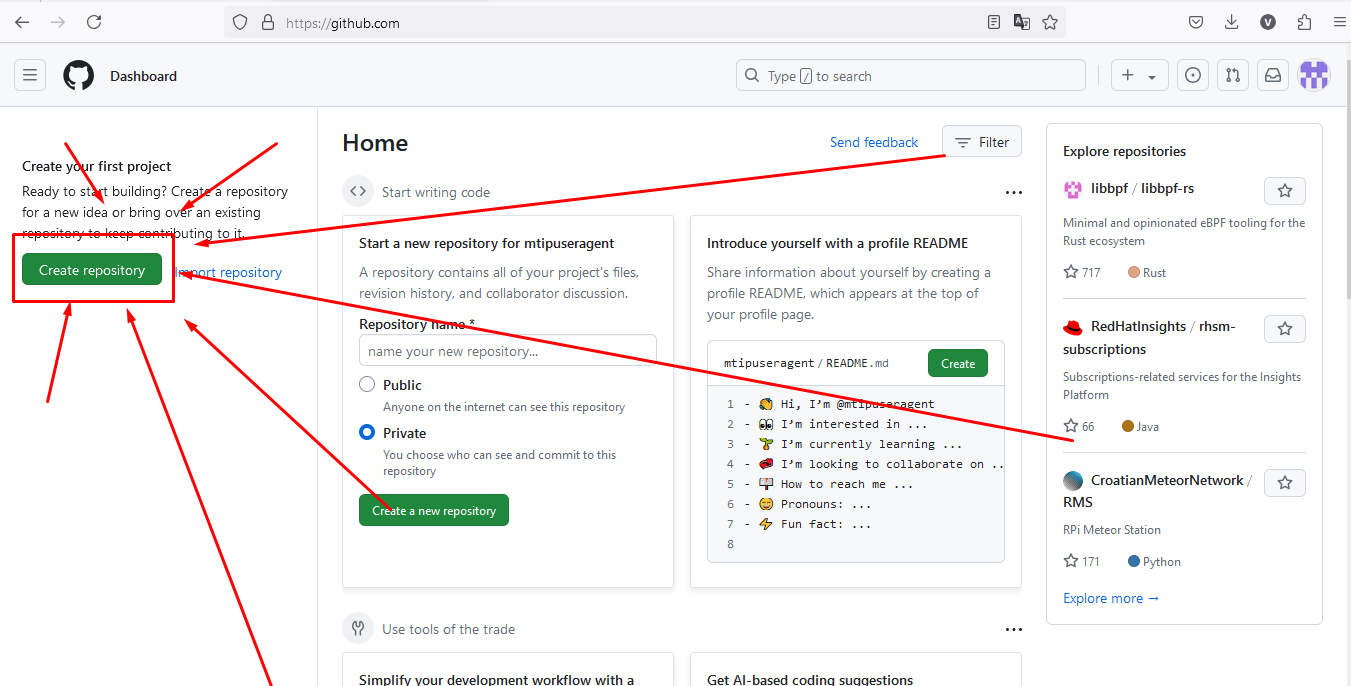 https://github.com
Dashboard
Type / to search
Create your first project
Ready to start building? Create a repository
for a new idea or bring over an existing
repository to keep contributing to it.
Create repository
Import repository
Home
Send feedback
Filter
Start writing code
Start a new repository for mtipuseragent
A repository contains all of your project's files,
revision history, and collaborator discussion.
Repository name *
name your new repository...
Public
Anyone on the internet can see this repository
Private
You choose who can see and commit to this
repository
Create a new repository
Introduce yourself with a profile README
Share information about yourself by creating a
profile README, which appears at the top of
your profile page.
mtipuseragent / README.md
Create
1 - 👋 Hi, I’m @mtipuseragent
2 - 👀 I’m interested in ...
3 - 🌱 I’m currently learning ...
4 - 💞️ I’m looking to collaborate on ..
5 - 📫 How to reach me ...
6 - 😄 Pronouns: ...
7 - ⚡ Fun fact: ...
8
Use tools of the trade
Simplify your development workflow with a
Get AI-based coding suggestions
Explore repositories
libbpf / libbpf-rs
Minimal and opinionated eBPF tooling for the
Rust ecosystem
717 Rust
RedHatInsights / rhsm-
subscriptions
Subscriptions-related services for the Insights
Platform
66 Java
CroatianMeteorNetwork /
RMS
RPi Meteor Station
171 Python
Explore more →
V